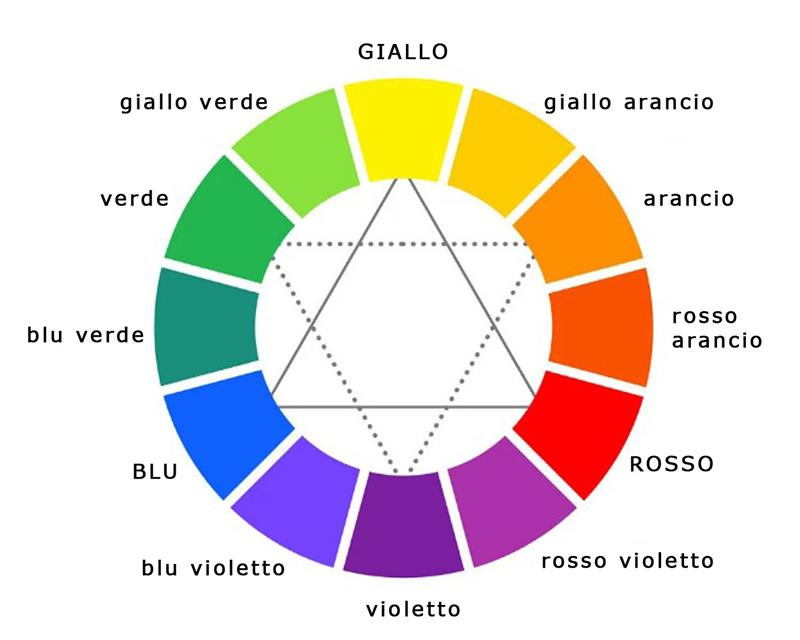 GIALLO
giallo verde
giallo arancio
verde
arancio
blu verde
rosso
arancio
BLU
ROSSO
blu violetto
rosso violetto
violetto